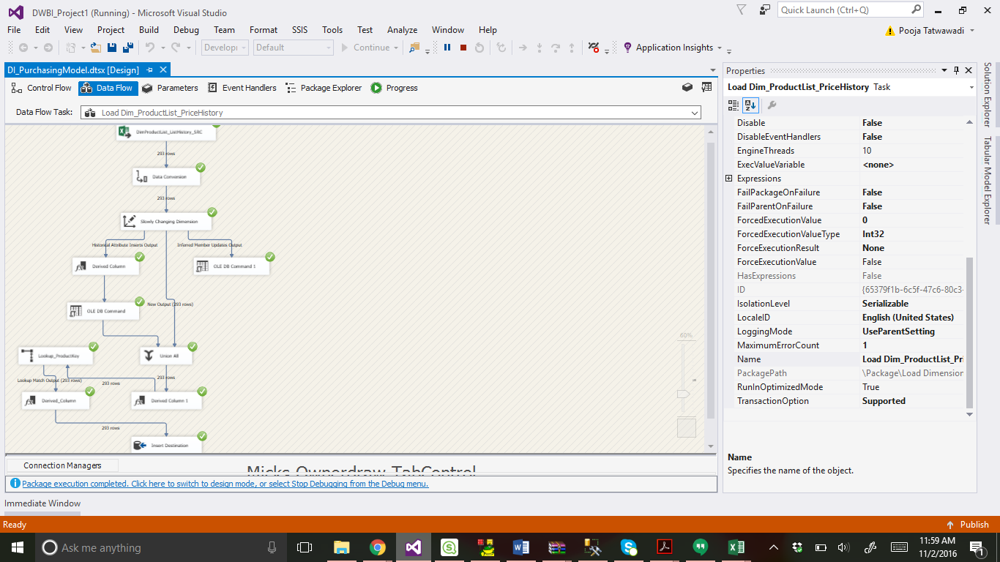 DWBI_Project1 (Running) - Microsoft Visual Studio
Quick Launch (Ctrl+Q)
File Edit View Project Build Debug Team Format SSIS Tools Test Analyze Window Help
Pooja Tatwawadi
Develop Default Continue Application Insights
DI_PurchasingModel.dtsx [Design]
Control Flow Data Flow Parameters Event Handlers Package Explorer Progress
Data Flow Task: Load Dim_ProductList_PriceHistory
DimProductList_ListHistory_SRC
293 rows
Data Conversion
293 rows
Slowly Changing Dimension
Historical Attribute Inserts Output
Inferred Member Updates Output
Derived Column
OLE DB Command 1
New Output (293 rows)
OLE DB Command
Lookup_ProductKey
Union All
Lookup Match Output (293 rows)
293 rows
293 rows
Derived_Column
Derived Column 1
293 rows
Insert Destination
60%
Connection Managers
Micks Ownerdraw TabControl
Package execution completed. Click here to switch to design mode, or select Stop Debugging from the Debug menu.
Immediate Window
Properties
Load Dim_ProductList_PriceHistory Task
Disable False
DisableEventHandlers False
EngineThreads 10
ExecValueVariable <none>
Expressions
FailPackageOnFailure False
FailParentOnFailure False
ForcedExecutionValue 0
ForcedExecutionValueType Int32
ForceExecutionResult None
ForceExecutionValue False
HasExpressions False
ID {65379f1b-6c5f-47c6-80c3-
IsolationLevel Serializable
LocaleID English (United States)
LoggingMode UseParentSetting
MaximumErrorCount 1
Name Load Dim_ProductList_Pri
PackagePath \Package\Load Dimension
RunInOptimizedMode True
TransactionOption Supported
Name
Specifies the name of the object.
Solution Explorer
Tabular Model Explorer
Ready
Publish
Ask me anything
11:59 AM
11/2/2016
1